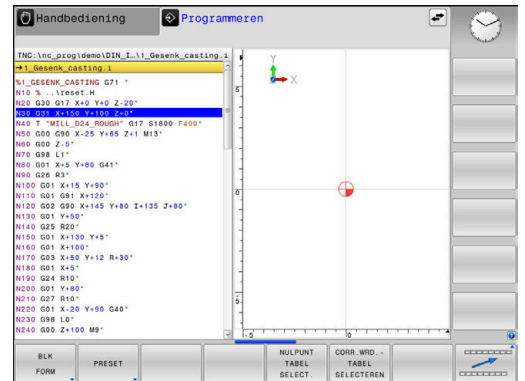 Handbediening
Programmeren
TNC:\nc_prog\demo\DIN_I…\1_Gesenk_casting.i
→1_Gesenk_casting.i
%1_GESENK_CASTING G71 *
N10 % ..\reset.H
N20 G30 G17 X+0 Y+0 Z-20*
N30 G31 X+150 Y+100 Z+0*
N40 T "MILL_D24_ROUGH" G17 S1800 F400*
N50 G00 G90 X-25 Y+65 Z+1 M13*
N60 G00 Z-5*
N70 G98 L1*
N80 G01 X+5 Y+80 G41*
N90 G26 R3*
N100 G01 X+15 Y+90*
N110 G01 G91 X+120*
N120 G02 G90 X+145 Y+80 I+135 J+80*
N130 G01 Y+50*
N140 G25 R20*
N150 G01 X+130 Y+5*
N160 G01 X+100*
N170 G03 X+50 Y+12 R+30*
N180 G01 X+5*
N190 G24 R10*
N200 G01 Y+80*
N210 G27 R10*
N220 G01 X-20 Y+90 G40*
N230 G98 L0*
N240 G00 Z+100 M9*
Y
X
5
0
-5
-5
0
BLK
FORM
PRESET
NULPUNT
TABEL
SELECT.
CORR.WRD.-
TABEL
SELECTEREN